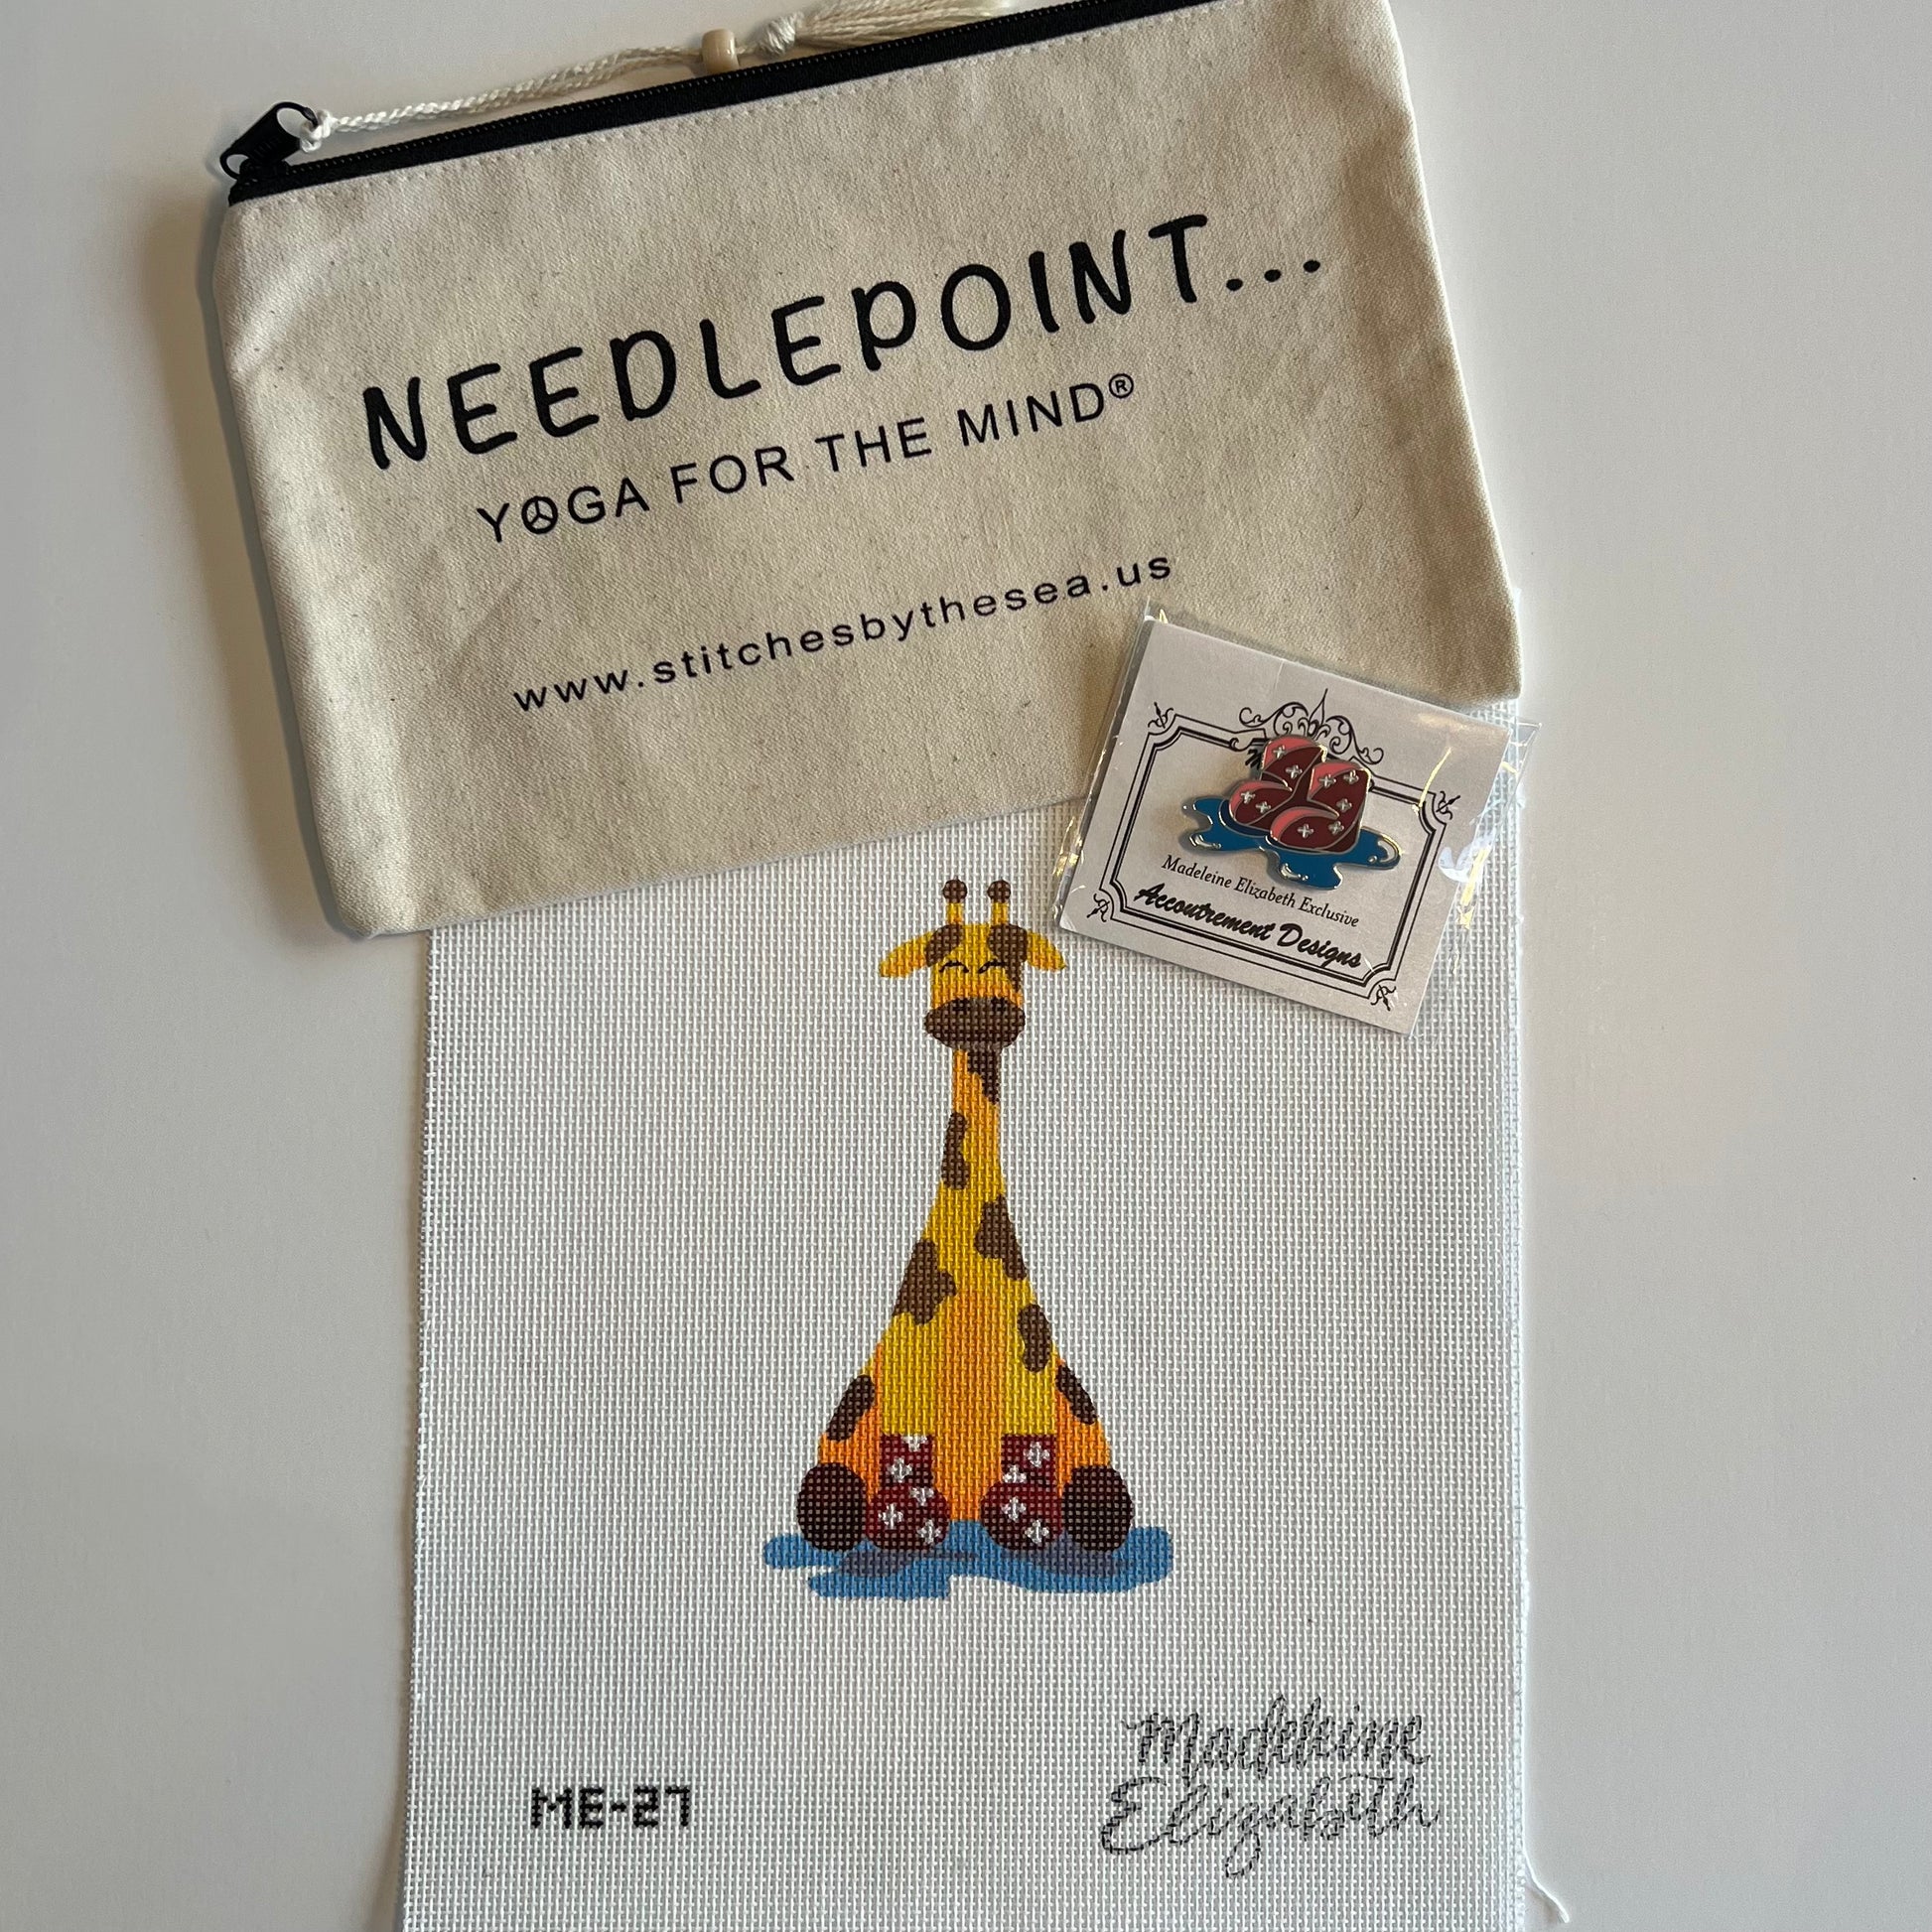 NEEDLEPOINT...
YOGA FOR THE MIND®
www.stitchesbythesea.us
Madeleine Elizabeth Exclusive
Accoutrement Designs
ME-27
Madeleine
Elizabeth